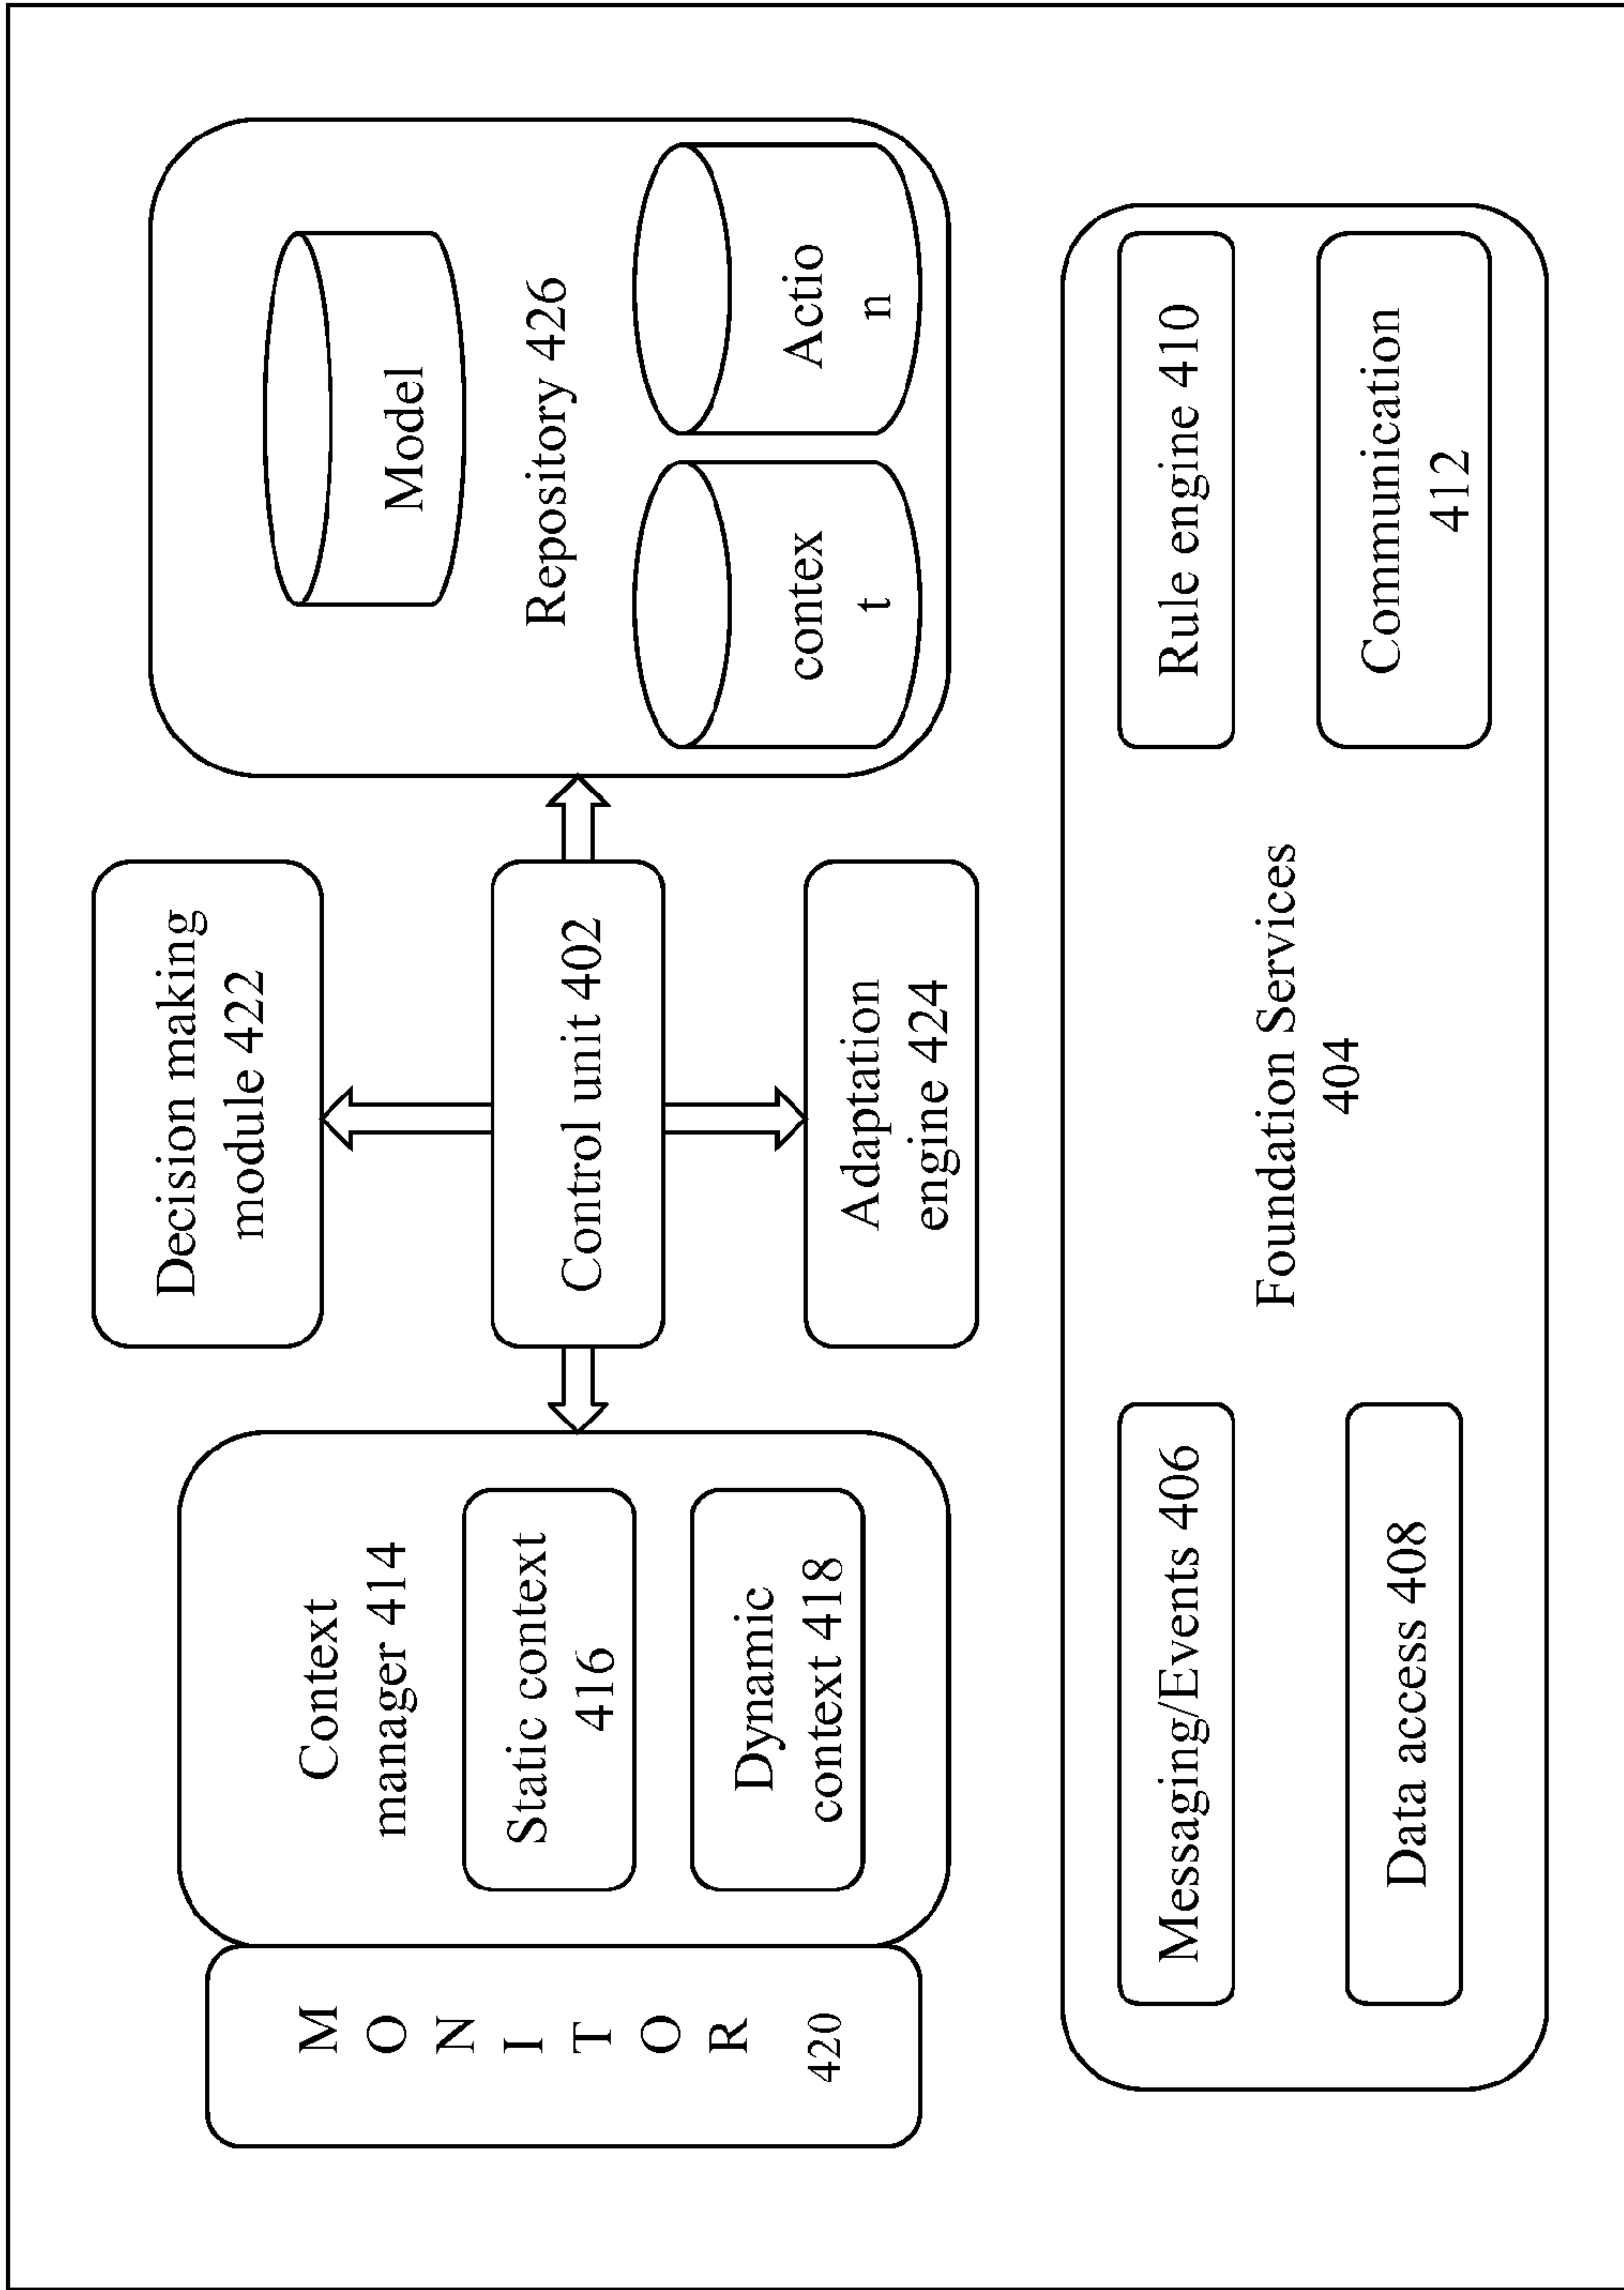 M
O
N
I
T
O
R
420
Context
manager 414
Static context
416
Dynamic
context 418
Decision making
module 422
Control unit 402
Adaptation
engine 424
Model
Repository 426
contex
t
Actio
n
Messaging/Events 406
Data access 408
Foundation Services
404
Rule engine 410
Communication
412